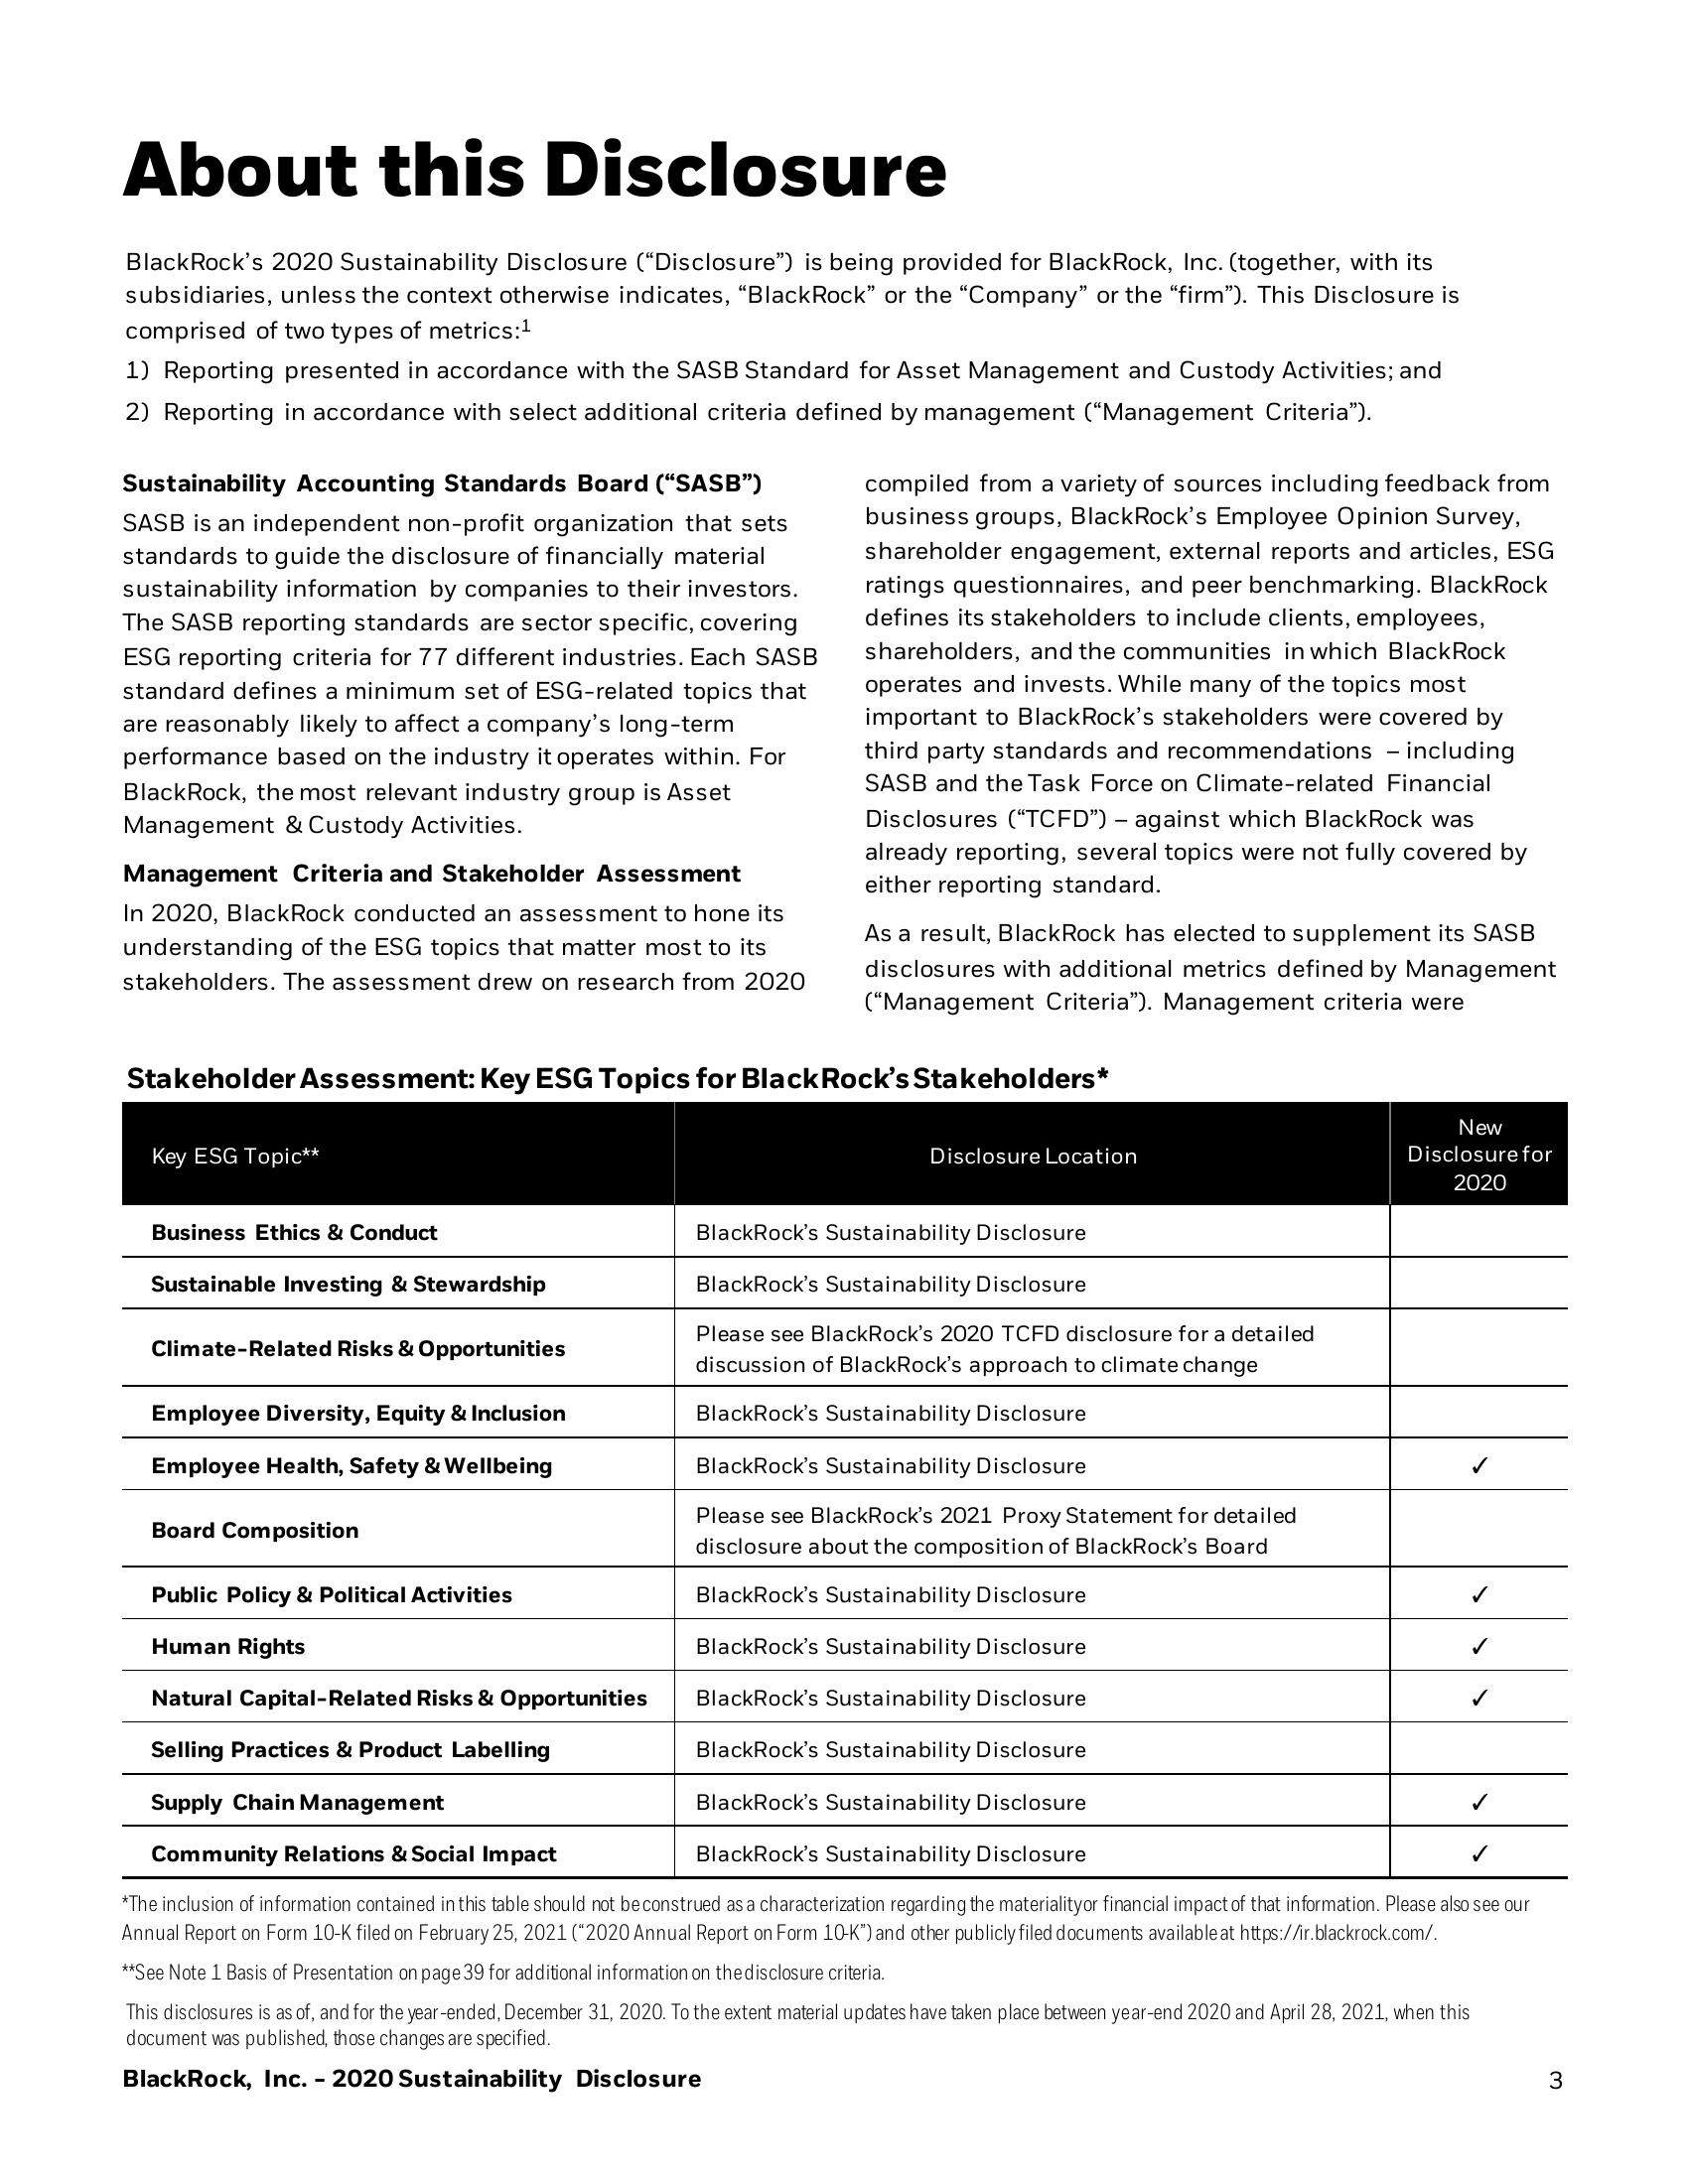 About this Disclosure
BlackRock's 2020 Sustainability Disclosure (“Disclosure”) is being provided for BlackRock, Inc. (together, with its
subsidiaries, unless the context otherwise indicates, “BlackRock” or the “Company” or the “firm”). This Disclosure is
comprised of two types of metrics:1
1) Reporting presented in accordance with the SASB Standard for Asset Management and Custody Activities; and
2) Reporting in accordance with select additional criteria defined by management (“Management Criteria”).
Sustainability Accounting Standards Board (“SASB”)
SASB is an independent non-profit organization that sets
standards to guide the disclosure of financially material
sustainability information by companies to their investors.
The SASB reporting standards are sector specific, covering
ESG reporting criteria for 77 different industries. Each SASB
standard defines a minimum set of ESG-related topics that
are reasonably likely to affect a company's long-term
performance based on the industry it operates within. For
BlackRock, the most relevant industry group is Asset
Management & Custody Activities.
Management Criteria and Stakeholder Assessment
In 2020, BlackRock conducted an assessment to hone its
understanding of the ESG topics that matter most to its
stakeholders. The assessment drew on research from 2020
compiled from a variety of sources including feedback from
business groups, BlackRock's Employee Opinion Survey,
shareholder engagement, external reports and articles, ESG
ratings questionnaires, and peer benchmarking. BlackRock
defines its stakeholders to include clients, employees,
shareholders, and the communities in which BlackRock
operates and invests. While many of the topics most
important to BlackRock's stakeholders were covered by
third party standards and recommendations – including
SASB and the Task Force on Climate-related Financial
Disclosures (“TCFD”) – against which BlackRock was
already reporting, several topics were not fully covered by
either reporting standard.
As a result, BlackRock has elected to supplement its SASB
disclosures with additional metrics defined by Management
(“Management Criteria”). Management criteria were
Stakeholder Assessment: Key ESG Topics for BlackRock's Stakeholders*
Key ESG Topic** Disclosure Location New
Disclosure for
2020
Business Ethics & Conduct BlackRock's Sustainability Disclosure
Sustainable Investing & Stewardship BlackRock's Sustainability Disclosure
Climate-Related Risks & Opportunities Please see BlackRock's 2020 TCFD disclosure for a detailed
discussion of BlackRock's approach to climate change
Employee Diversity, Equity & Inclusion BlackRock's Sustainability Disclosure
Employee Health, Safety & Wellbeing BlackRock's Sustainability Disclosure ✓
Board Composition Please see BlackRock's 2021 Proxy Statement for detailed
disclosure about the composition of BlackRock's Board
Public Policy & Political Activities BlackRock's Sustainability Disclosure ✓
Human Rights BlackRock's Sustainability Disclosure ✓
Natural Capital-Related Risks & Opportunities BlackRock's Sustainability Disclosure ✓
Selling Practices & Product Labelling BlackRock's Sustainability Disclosure
Supply Chain Management BlackRock's Sustainability Disclosure ✓
Community Relations & Social Impact BlackRock's Sustainability Disclosure ✓
*The inclusion of information contained in this table should not be construed as a characterization regarding the materiality or financial impact of that information. Please also see our
Annual Report on Form 10-K filed on February 25, 2021 (“2020 Annual Report on Form 10-K”) and other publicly filed documents available at https://ir.blackrock.com/.
**See Note 1 Basis of Presentation on page 39 for additional information on the disclosure criteria.
This disclosures is as of, and for the year-ended, December 31, 2020. To the extent material updates have taken place between year-end 2020 and April 28, 2021, when this
document was published, those changes are specified.
BlackRock, Inc. - 2020 Sustainability Disclosure 3